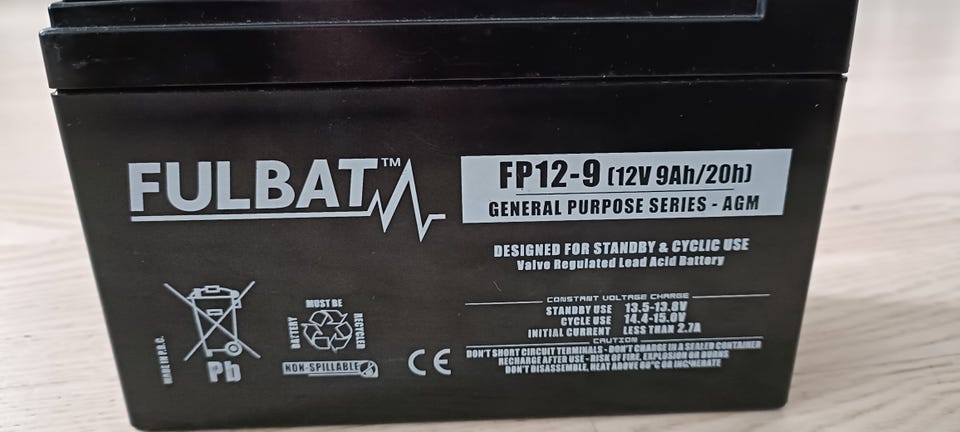 FULBAT™
FP12-9 (12V 9Ah/20h)
GENERAL PURPOSE SERIES - AGM
DESIGNED FOR STANDBY & CYCLIC USE
Valve Regulated Lead Acid Battery
CONSTANT VOLTAGE CHARGE
STANDBY USE 13.5-13.8V
CYCLE USE 14.4-15.0V
INITIAL CURRENT LESS THAN 2.7A
CAUTION
DON'T SHORT CIRCUIT TERMINALS - DON'T CHARGE IN A SEALED CONTAINER
RECHARGE AFTER USE - RISK OF FIRE, EXPLOSION OR BURNS
DON'T DISASSEMBLE, HEAT ABOVE 60°C OR INCINERATE
MADE IN P.R.C.
Pb
MUST BE
RECYCLED
BATTERY
NON-SPILLABLE
CE